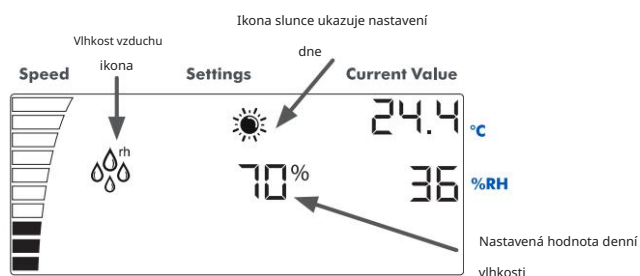 Ikona slunce ukazuje nastavení
dne
Vlhkost vzduchu
ikona
Speed Settings Current Value
24.4 °C
rh
70% 36 %RH
Nastavená hodnota denní
vlhkosti